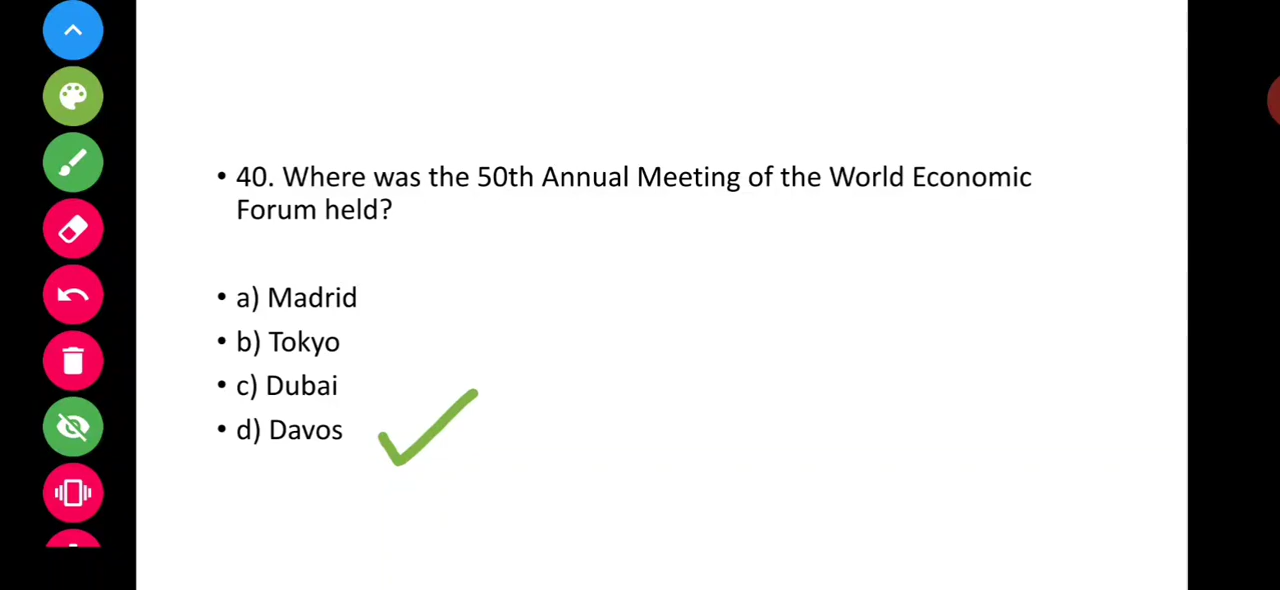 • 40. Where was the 50th Annual Meeting of the World Economic
Forum held?
• a) Madrid
• b) Tokyo
• c) Dubai
• d) Davos